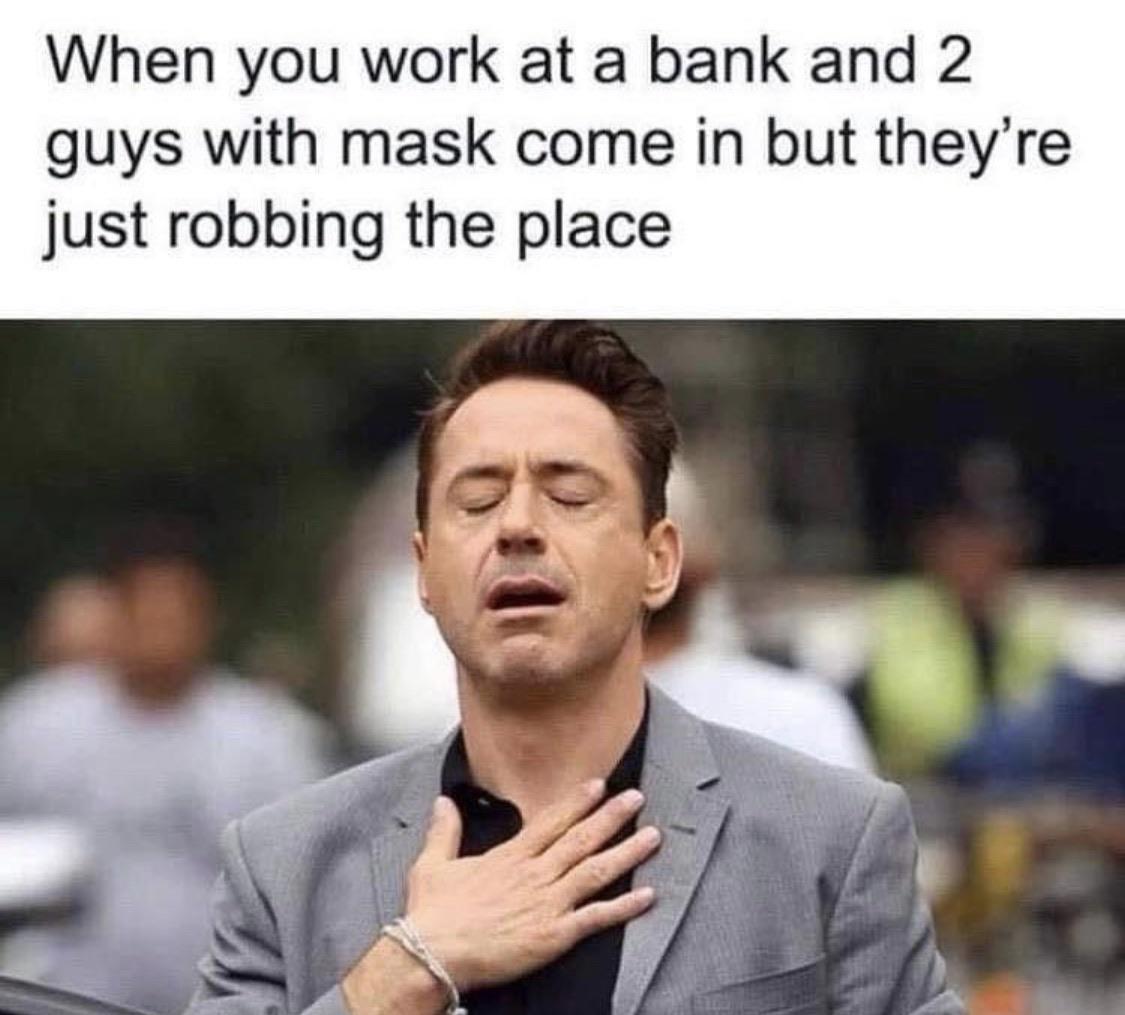 When you work at a bank and 2
guys with mask come in but they're
just robbing the place